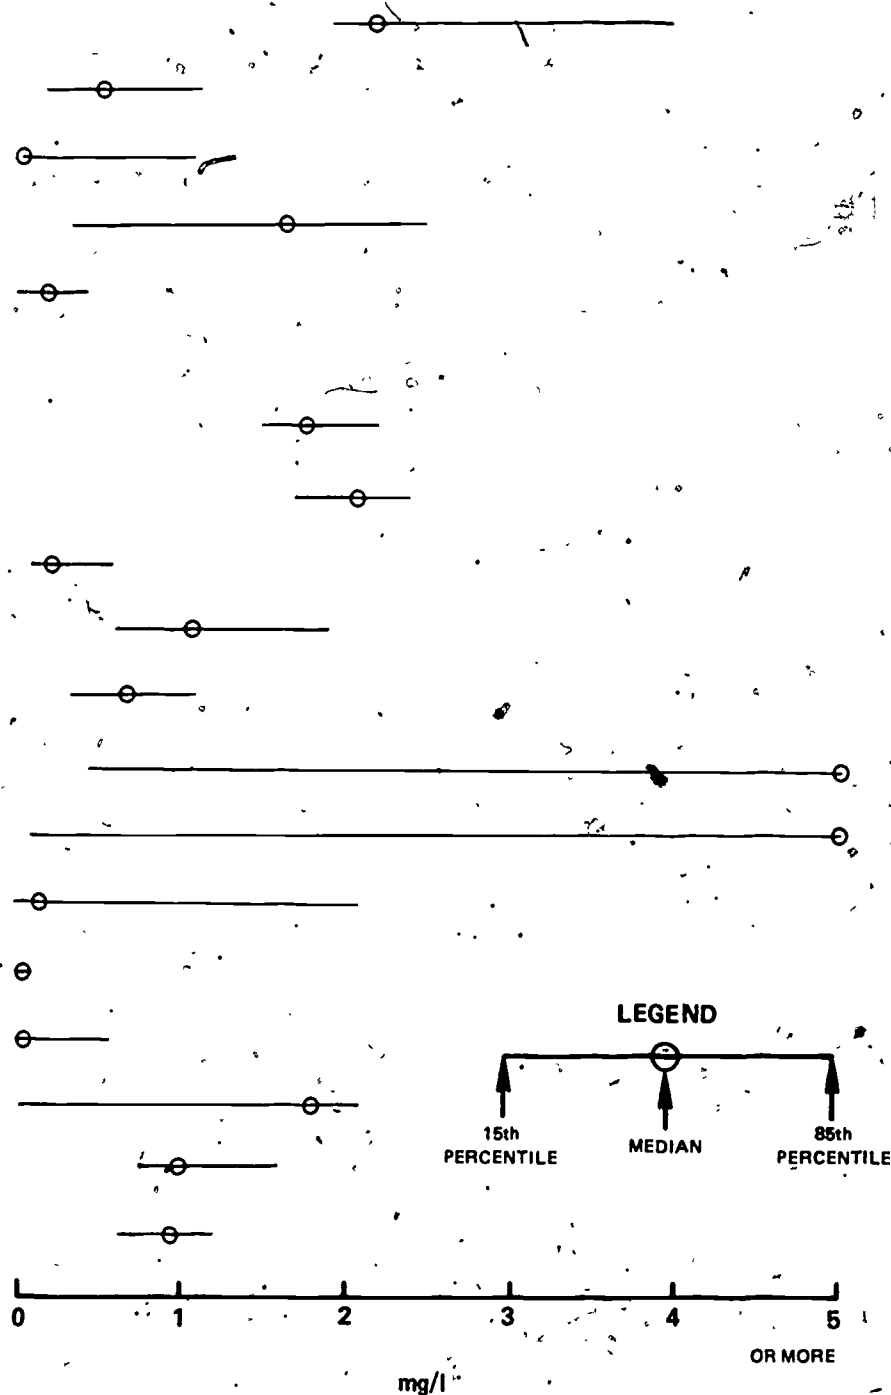 LEGEND
15th
PERCENTILE
MEDIAN
85th
PERCENTILE
0 1 2 3 4 5
OR MORE
mg/l